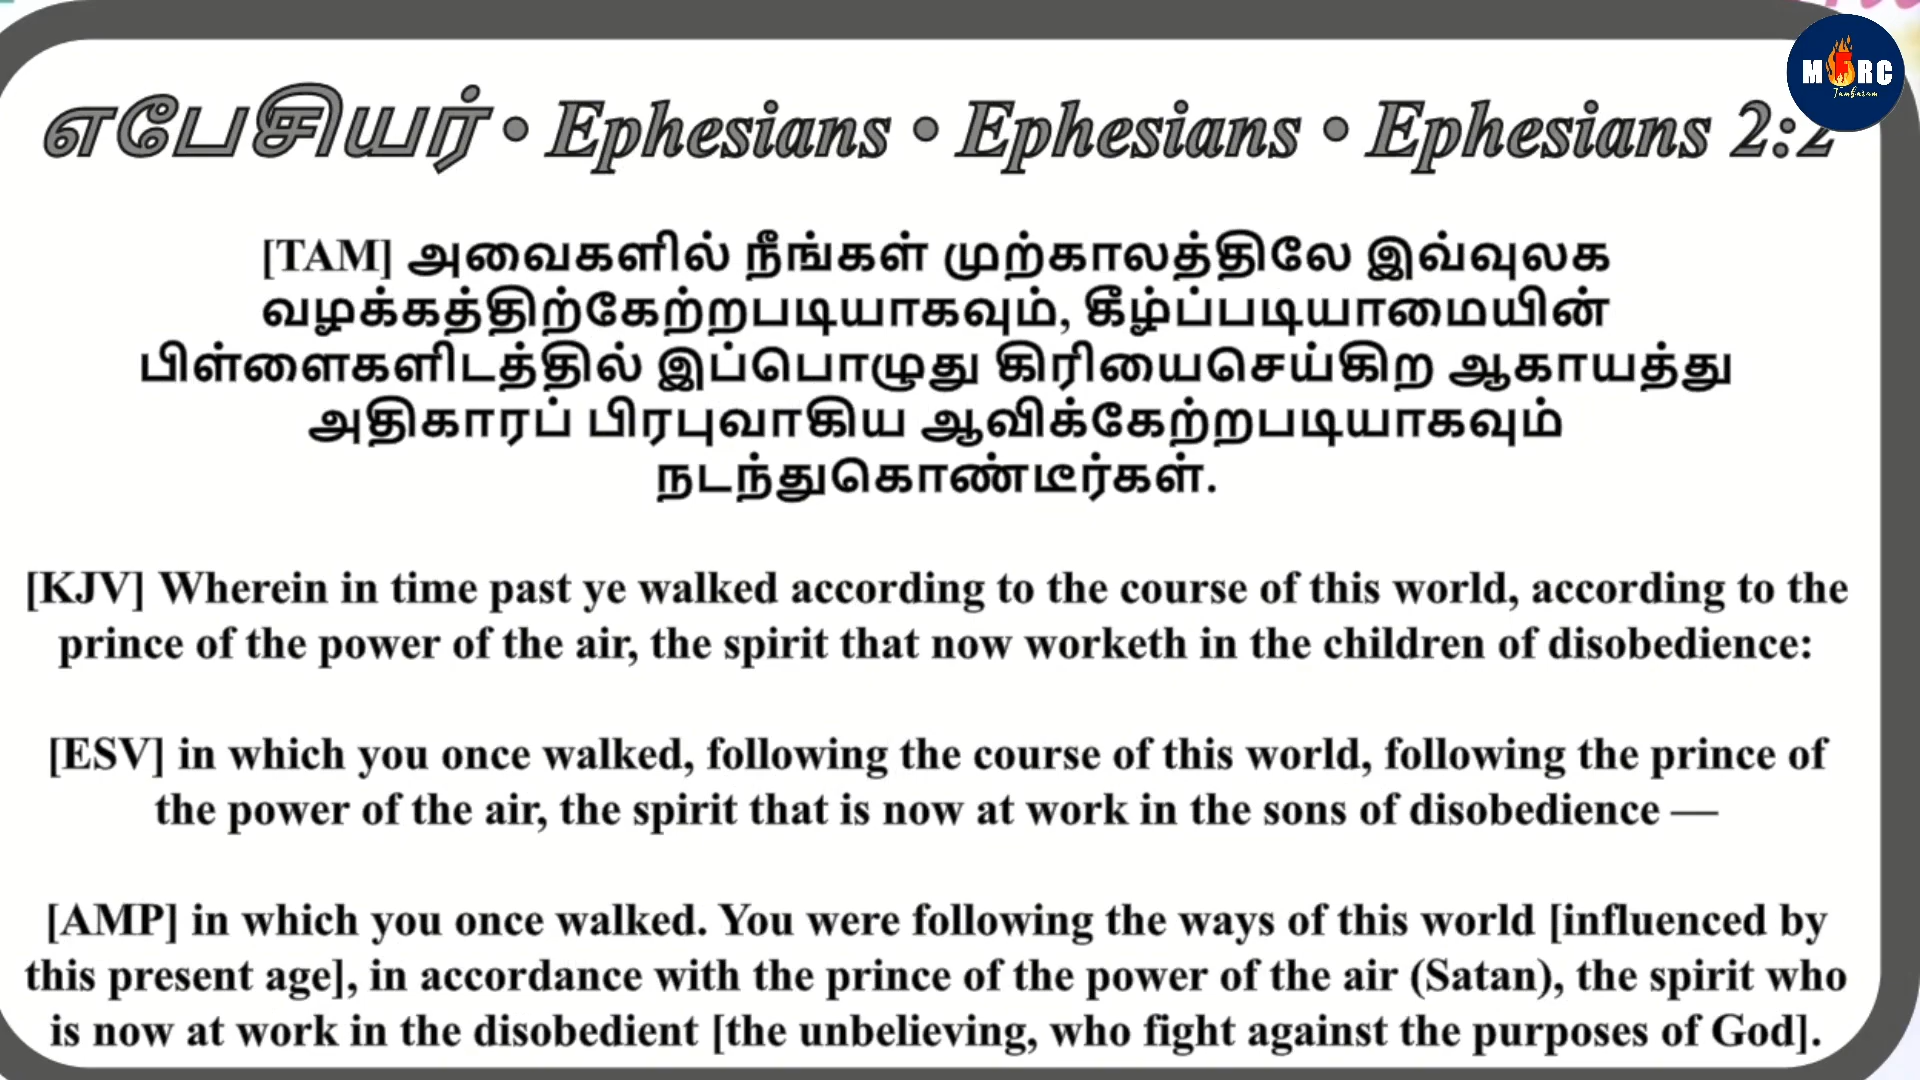 எபேசியர் • Ephesians • Ephesians • Ephesians 2:2
M FRC
Tambaram
[TAM] அவைகளில் நீங்கள் முற்காலத்திலே இவ்வுலக
வழக்கத்திற்கேற்றபடியாகவும், கீழ்ப்படியாமையின்
பிள்ளைகளிடத்தில் இப்பொழுது கிரியைசெய்கிற ஆகாயத்து
அதிகாரப் பிரபுவாகிய ஆவிக்கேற்றபடியாகவும்
நடந்துகொண்டீர்கள்.
[KJV] Wherein in time past ye walked according to the course of this world, according to the
prince of the power of the air, the spirit that now worketh in the children of disobedience:
[ESV] in which you once walked, following the course of this world, following the prince of
the power of the air, the spirit that is now at work in the sons of disobedience —
[AMP] in which you once walked. You were following the ways of this world [influenced by
this present age], in accordance with the prince of the power of the air (Satan), the spirit who
is now at work in the disobedient [the unbelieving, who fight against the purposes of God].